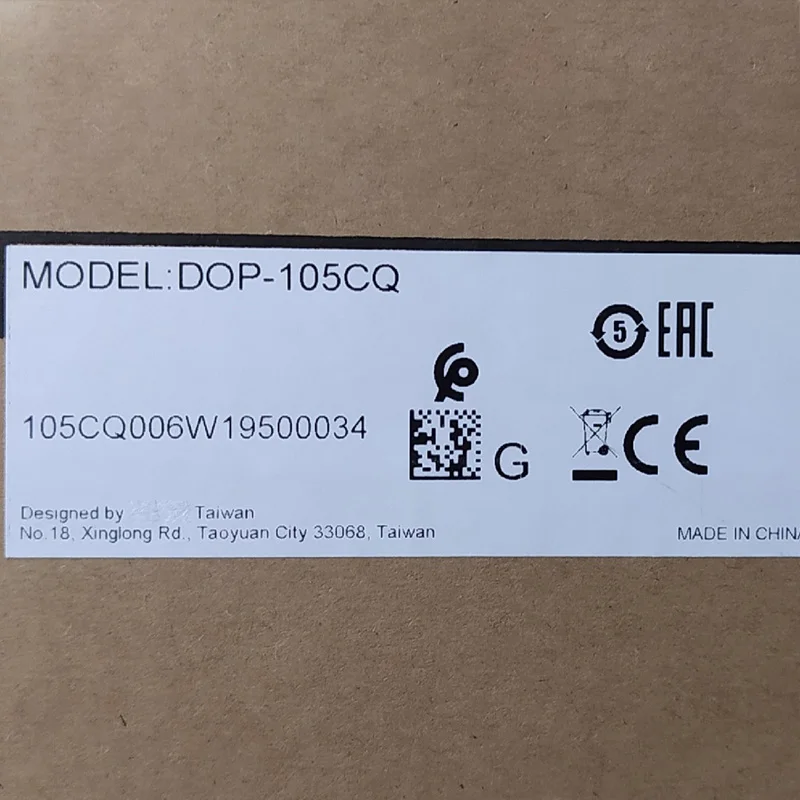 MODEL:DOP-105CQ
5 EAC
105CQ006W19500034
G
CE
Designed by Taiwan
No.18, Xinglong Rd., Taoyuan City 33068, Taiwan
MADE IN CHINA